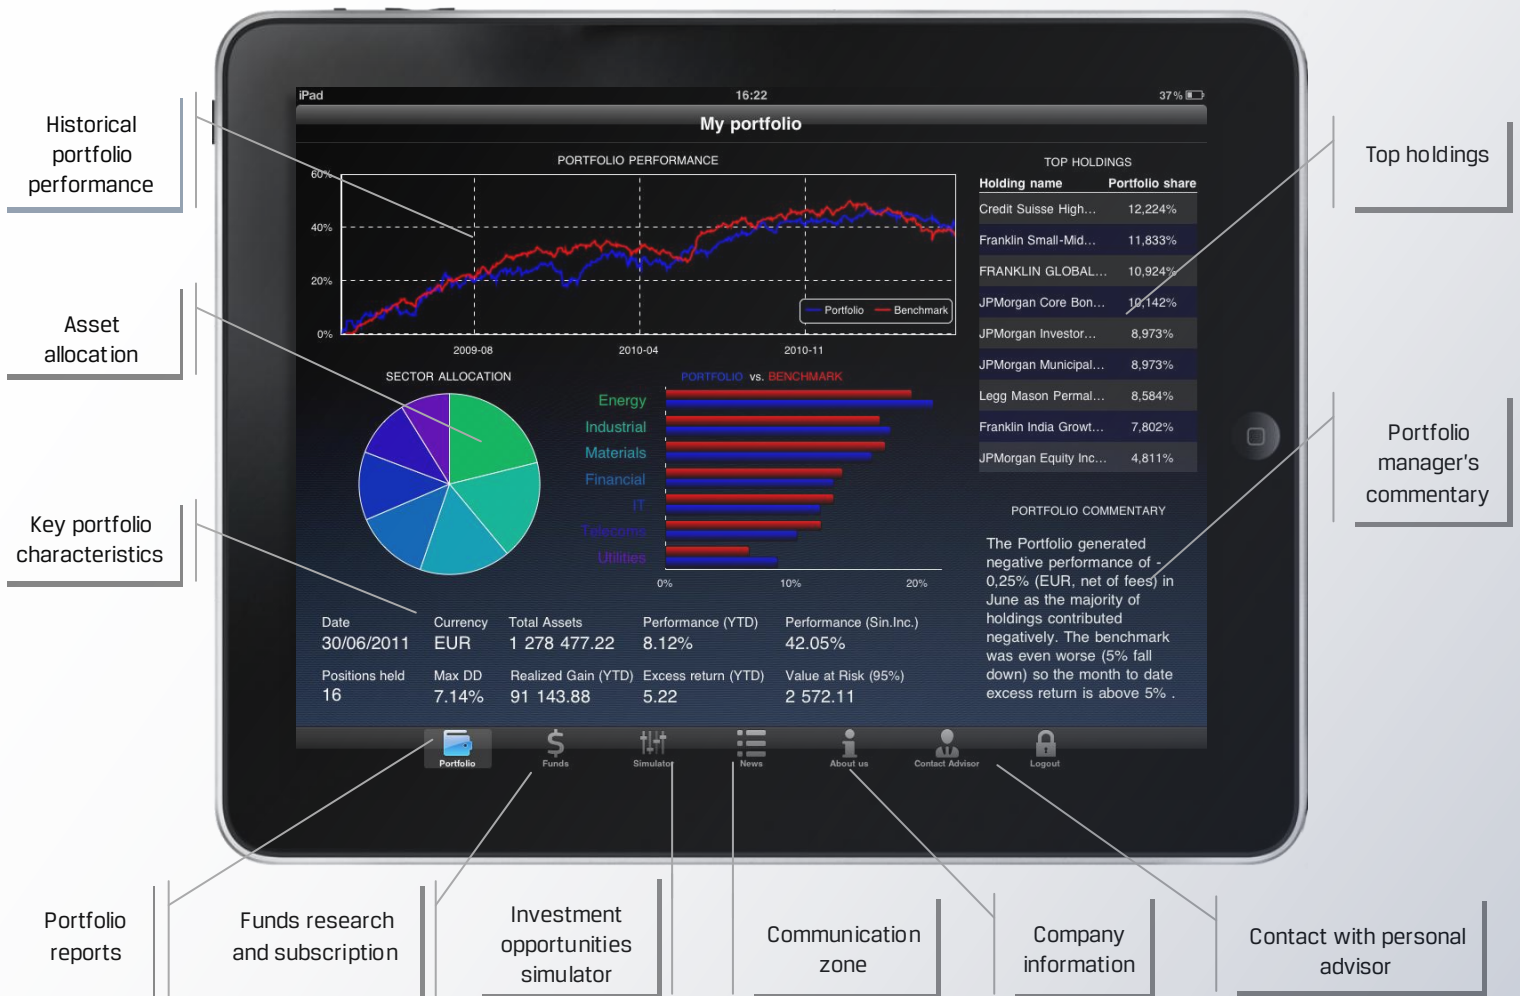 iPad
16:22
37%
My portfolio
Historical
portfolio
performance
Asset
allocation
Key portfolio
characteristics
PORTFOLIO PERFORMANCE
60%
40%
20%
0%
2009-08
2010-04
2010-11
Portfolio
Benchmark
TOP HOLDINGS
Holding name Portfolio share
Credit Suisse High... 12,224%
Franklin Small-Mid... 11,833%
FRANKLIN GLOBAL... 10,924%
JPMorgan Core Bon... 10,142%
JPMorgan Investor... 8,973%
JPMorgan Municipal... 8,973%
Legg Mason Permal... 8,584%
Franklin India Growt... 7,802%
JPMorgan Equity Inc... 4,811%
Top holdings
Portfolio
manager's
commentary
SECTOR ALLOCATION
PORTFOLIO vs. BENCHMARK
Energy
Industrial
Materials
Financial
IT
Telecoms
Utilities
0%
10%
20%
PORTFOLIO COMMENTARY
The Portfolio generated
negative performance of -
0,25% (EUR, net of fees) in
June as the majority of
holdings contributed
negatively. The benchmark
was even worse (5% fall
down) so the month to date
excess return is above 5% .
Date Currency Total Assets Performance (YTD) Performance (Sin.Inc.)
30/06/2011 EUR 1 278 477.22 8.12% 42.05%
Positions held Max DD Realized Gain (YTD) Excess return (YTD) Value at Risk (95%)
16 7.14% 91 143.88 5.22 2 572.11
Portfolio
Funds
Simulator
News
About us
Contact Advisor
Logout
Portfolio
reports
Funds research
and subscription
Investment
opportunities
simulator
Communication
zone
Company
information
Contact with personal
advisor